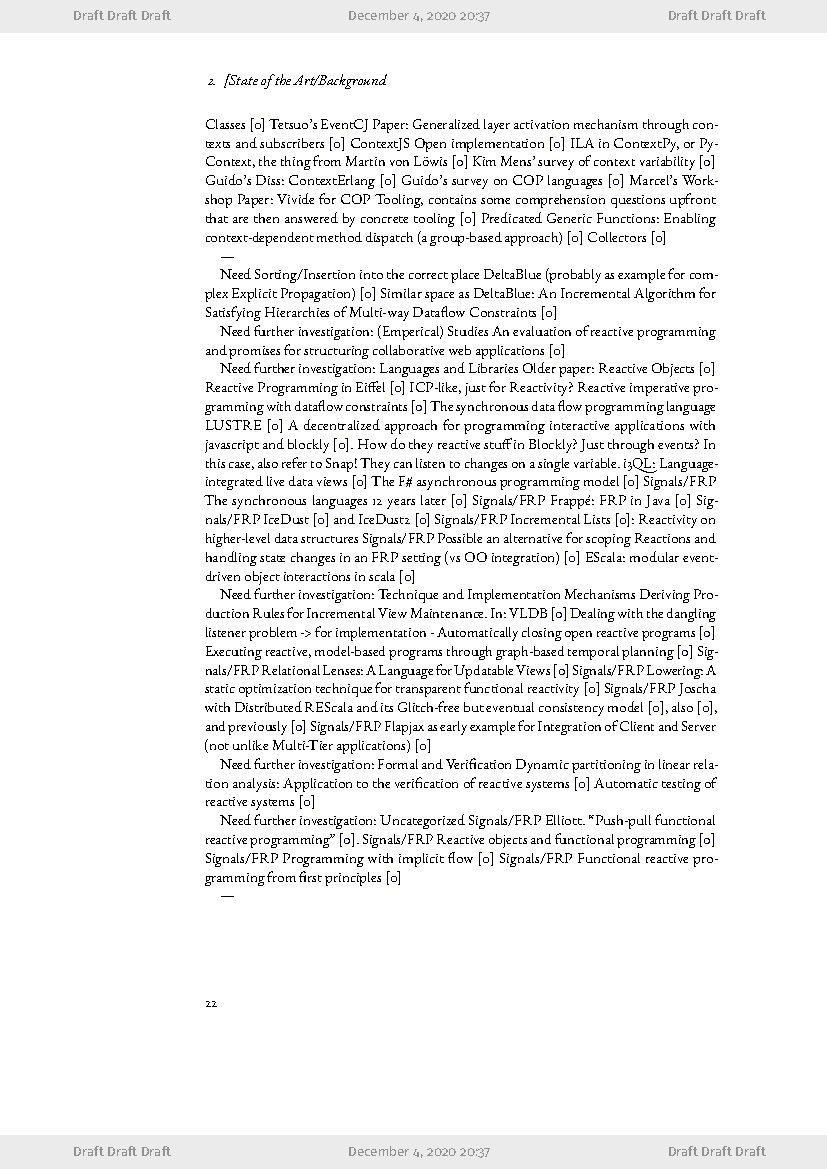 Draft Draft Draft December 4, 2020 20:37 Draft Draft Draft
2. [State of the Art/Background
Classes [0] Tetsuo's EventCJ Paper: Generalized layer activation mechanism through con-
texts and subscribers [0] ContextJS Open implementation [0] ILA in ContextPy, or Py-
Context, the thing from Martin von Löwis [0] Kim Mens' survey of context variability [0]
Guido's Diss: ContextErlang [0] Guido's survey on COP languages [0] Marcel's Work-
shop Paper: Vivide for COP Tooling, contains some comprehension questions upfront
that are then answered by concrete tooling [0] Predicated Generic Functions: Enabling
context-dependent method dispatch (a group-based approach) [0] Collectors [0]
—
Need Sorting/Insertion into the correct place DeltaBlue (probably as example for com-
plex Explicit Propagation) [0] Similar space as DeltaBlue: An Incremental Algorithm for
Satisfying Hierarchies of Multi-way Dataflow Constraints [0]
Need further investigation: (Emperical) Studies An evaluation of reactive programming
and promises for structuring collaborative web applications [0]
Need further investigation: Languages and Libraries Older paper: Reactive Objects [0]
Reactive Programming in Eiffel [0] ICP-like, just for Reactivity? Reactive imperative pro-
gramming with dataflow constraints [0] The synchronous data flow programming language
LUSTRE [0] A decentralized approach for programming interactive applications with
javascript and blockly [0]. How do they reactive stuff in Blockly? Just through events? In
this case, also refer to Snap! They can listen to changes on a single variable. i3QL: Language-
integrated live data views [0] The F# asynchronous programming model [0] Signals/FRP
The synchronous languages 12 years later [0] Signals/FRP Frappé: FRP in Java [0] Sig-
nals/FRP IceDust [0] and IceDust2 [0] Signals/FRP Incremental Lists [0]: Reactivity on
higher-level data structures Signals/FRP Possible an alternative for scoping Reactions and
handling state changes in an FRP setting (vs OO integration) [0] EScala: modular event-
driven object interactions in scala [0]
Need further investigation: Technique and Implementation Mechanisms Deriving Pro-
duction Rules for Incremental View Maintenance. In: VLDB [0] Dealing with the dangling
listener problem -> for implementation - Automatically closing open reactive programs [0]
Executing reactive, model-based programs through graph-based temporal planning [0] Sig-
nals/FRP Relational Lenses: A Language for Updatable Views [0] Signals/FRP Lowering: A
static optimization technique for transparent functional reactivity [0] Signals/FRP Joscha
with Distributed REScala and its Glitch-free but eventual consistency model [0], also [0],
and previously [0] Signals/FRP Flapjax as early example for Integration of Client and Server
(not unlike Multi-Tier applications) [0]
Need further investigation: Formal and Verification Dynamic partitioning in linear rela-
tion analysis: Application to the verification of reactive systems [0] Automatic testing of
reactive systems [0]
Need further investigation: Uncategorized Signals/FRP Elliott. “Push-pull functional
reactive programming” [0]. Signals/FRP Reactive objects and functional programming [0]
Signals/FRP Programming with implicit flow [0] Signals/FRP Functional reactive pro-
gramming from first principles [0]
—
22
Draft Draft Draft December 4, 2020 20:37 Draft Draft Draft